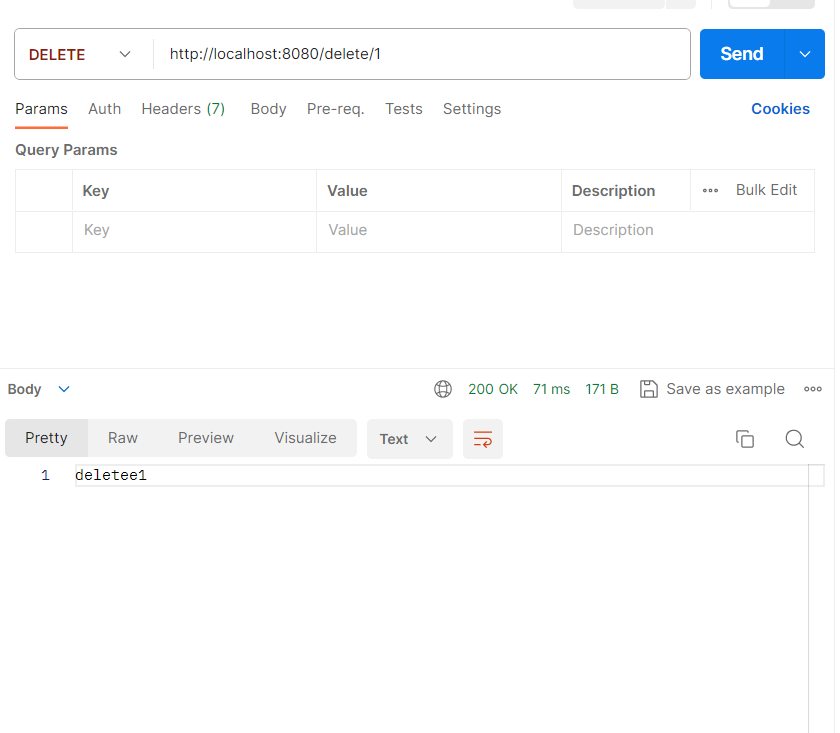 DELETE http://localhost:8080/delete/1 Send
Params Auth Headers (7) Body Pre-req. Tests Settings Cookies
Query Params
Key Value Description ••• Bulk Edit
Key Value Description
Body 200 OK 71 ms 171 B Save as example
Pretty Raw Preview Visualize Text
1 deletee1